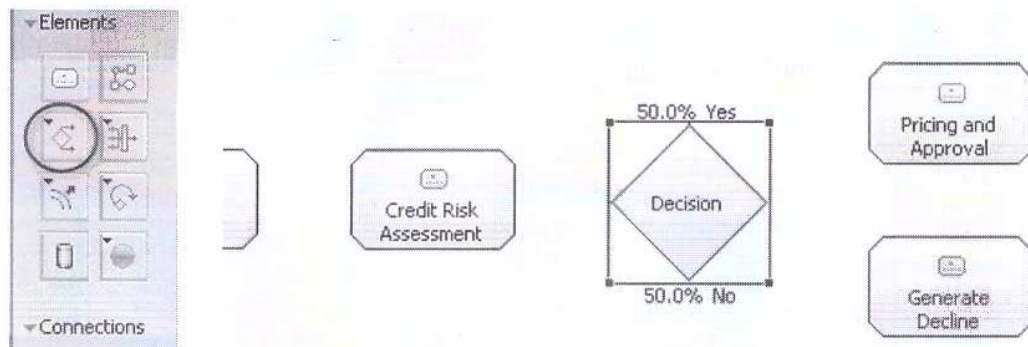 Elements
Connections
Credit Risk
Assessment
50.0% Yes
Decision
50.0% No
Pricing and
Approval
Generate
Decline